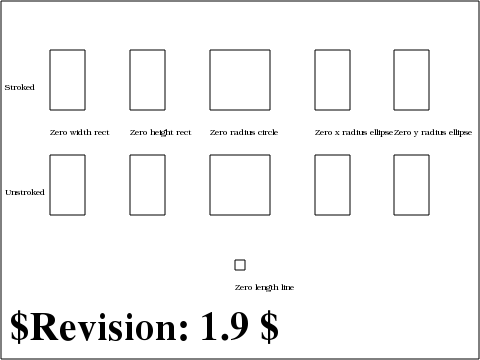 Stroked
Zero width rect Zero height rect Zero radius circle Zero x radius ellipse Zero y radius ellipse
Unstroked
Zero length line
$Revision: 1.9 $